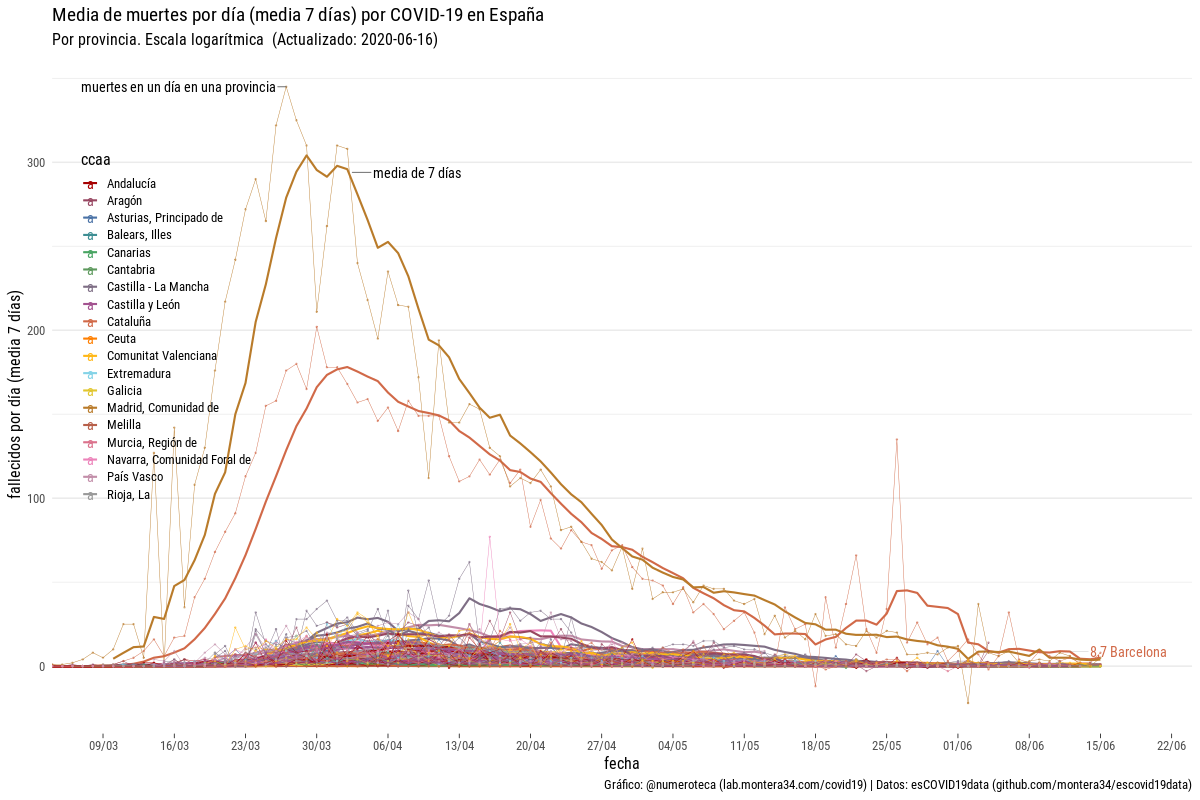 Media de muertes por día (media 7 días) por COVID-19 en España
Por provincia. Escala logarítmica (Actualizado: 2020-06-16)
muertes en un día en una provincia
media de 7 días
ccaa
Andalucía
Aragón
Asturias, Principado de
Balears, Illes
Canarias
Cantabria
Castilla - La Mancha
Castilla y León
Cataluña
Ceuta
Comunitat Valenciana
Extremadura
Galicia
Madrid, Comunidad de
Melilla
Murcia, Región de
Navarra, Comunidad Foral de
País Vasco
Rioja, La
fallecidos por día (media 7 días)
300
200
100
0
8.7 Barcelona
09/03 16/03 23/03 30/03 06/04 13/04 20/04 27/04 04/05 11/05 18/05 25/05 01/06 08/06 15/06 22/06
fecha
Gráfico: @numeroteca (lab.montera34.com/covid19) | Datos: esCOVID19data (github.com/montera34/escovid19data)